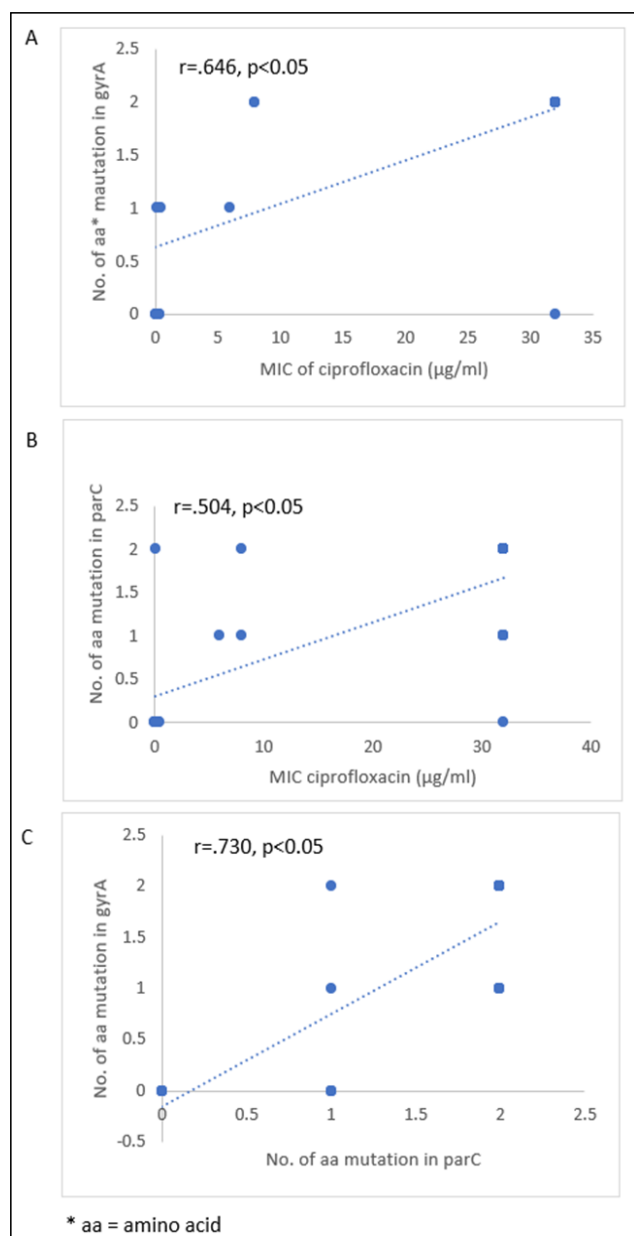 A
r=.646, p<0.05
No. of aa* mautation in gyrA
2.5
2
1.5
1
0.5
0
0 5 10 15 20 25 30 35
MIC of ciprofloxacin (µg/ml)
B
r=.504, p<0.05
No. of aa mutation in parC
2.5
2
1.5
1
0.5
0
0 10 20 30 40
MIC ciprofloxacin (µg/ml)
C
r=.730, p<0.05
No. of aa mutation in gyrA
2.5
2
1.5
1
0.5
0
-0.5
0 0.5 1 1.5 2 2.5
No. of aa mutation in parC
* aa = amino acid